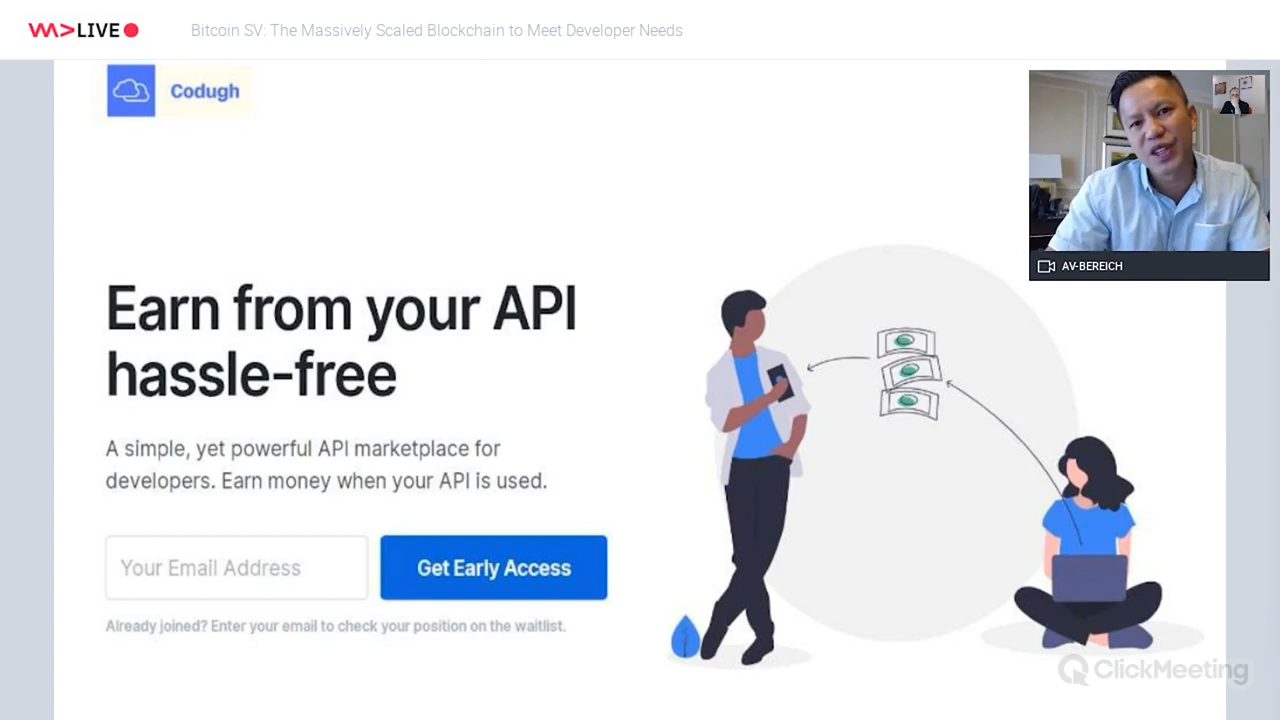 LIVE
Bitcoin SV: The Massively Scaled Blockchain to Meet Developer Needs
Codugh
AV-BEREICH
Earn from your API
hassle-free
A simple, yet powerful API marketplace for
developers. Earn money when your API is used.
Your Email Address
Get Early Access
Already joined? Enter your email to check your position on the waitlist.
ClickMeeting